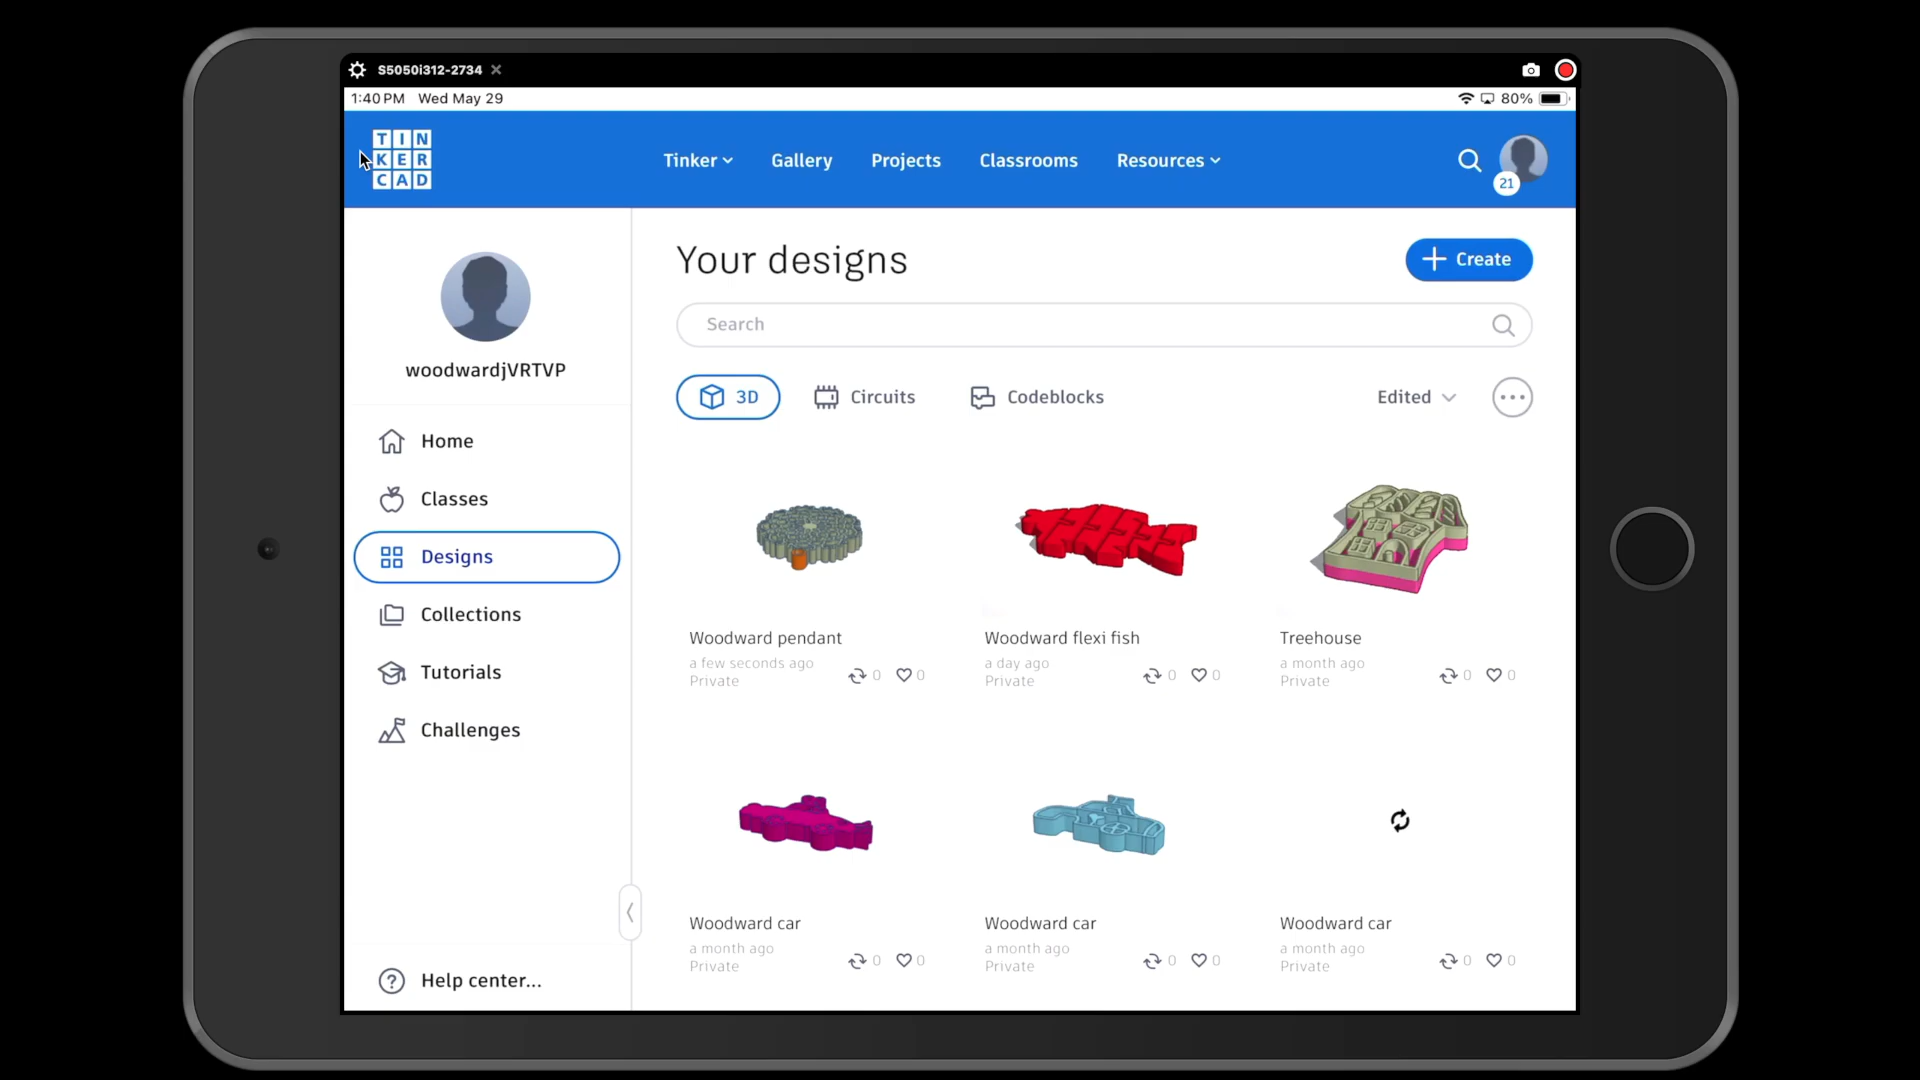 S5050i312-2734
1:40 PM Wed May 29
80%
TIN
KER
CAD
Tinker
Gallery
Projects
Classrooms
Resources
21
woodwardjVRTVP
Home
Classes
Designs
Collections
Tutorials
Challenges
Help center...
Your designs
+ Create
Search
3D
Circuits
Codeblocks
Edited
Woodward pendant
a few seconds ago
Private
0 0
Woodward flexi fish
a day ago
Private
0 0
Treehouse
a month ago
Private
0 0
Woodward car
a month ago
Private
0 0
Woodward car
a month ago
Private
0 0
Woodward car
a month ago
Private
0 0